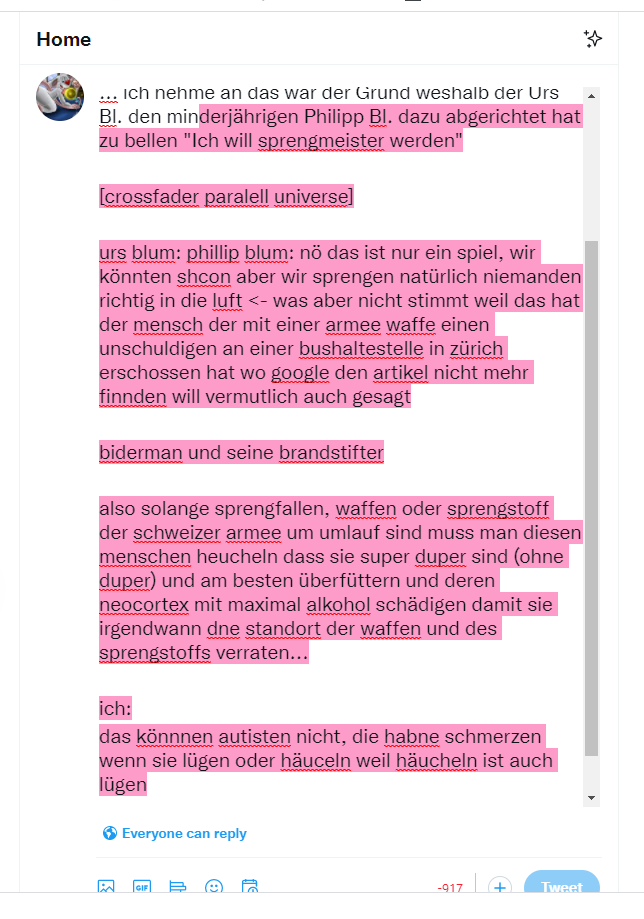 Home
... ich nehme an das war der Grund weshalb der Urs
Bl. den minderjährigen Philipp Bl. dazu abgerichtet hat
zu bellen "Ich will sprengmeister werden"
[crossfader paralell universe]
urs blum: phillip blum: nö das ist nur ein spiel, wir
könnten shcon aber wir sprengen natürlich niemanden
richtig in die luft <- was aber nicht stimmt weil das hat
der mensch der mit einer armee waffe einen
unschuldigen an einer bushaltestelle in zürich
erschossen hat wo google den artikel nicht mehr
finnden will vermutlich auch gesagt
biderman und seine brandstifter
also solange sprengfallen, waffen oder sprengstoff
der schweizer armee um umlauf sind muss man diesen
menschen heucheln dass sie super duper sind (ohne
duper) und am besten überfüttern und deren
neocortex mit maximal alkohol schädigen damit sie
irgendwann dne standort der waffen und des
sprengstoffs verraten...
ich:
das könnnen autisten nicht, die habne schmerzen
wenn sie lügen oder häuceln weil häucheln ist auch
lügen
Everyone can reply
GIF
-917
Tweet